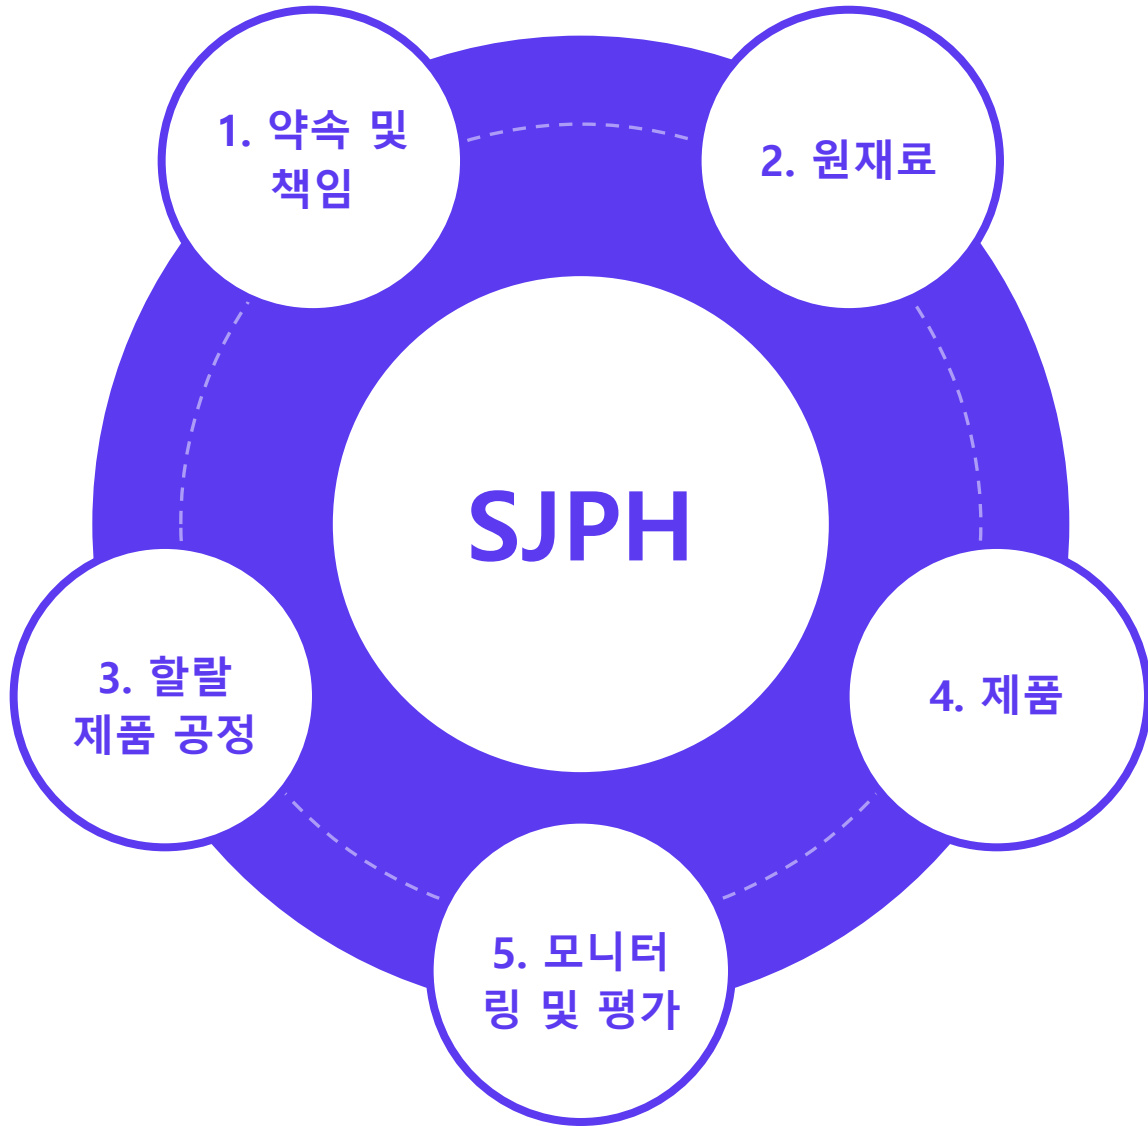 1. 약속 및
책임
2. 원재료
SJPH
3. 할랄
제품 공정
4. 제품
5. 모니터
링 및 평가